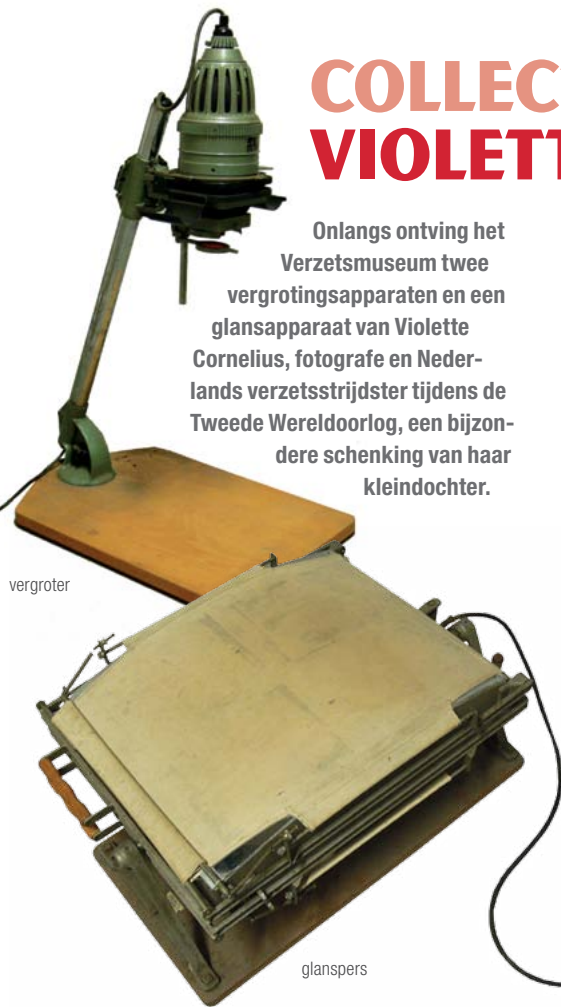 COLLEC
VIOLETT
Onlangs ontving het
Verzetsmuseum twee
vergrotingsapparaten en een
glansapparaat van Violette
Cornelius, fotografe en Neder-
lands verzetsstrijdster tijdens de
Tweede Wereldoorlog, een bijzon-
dere schenking van haar
kleindochter.
vergroter
glanspers